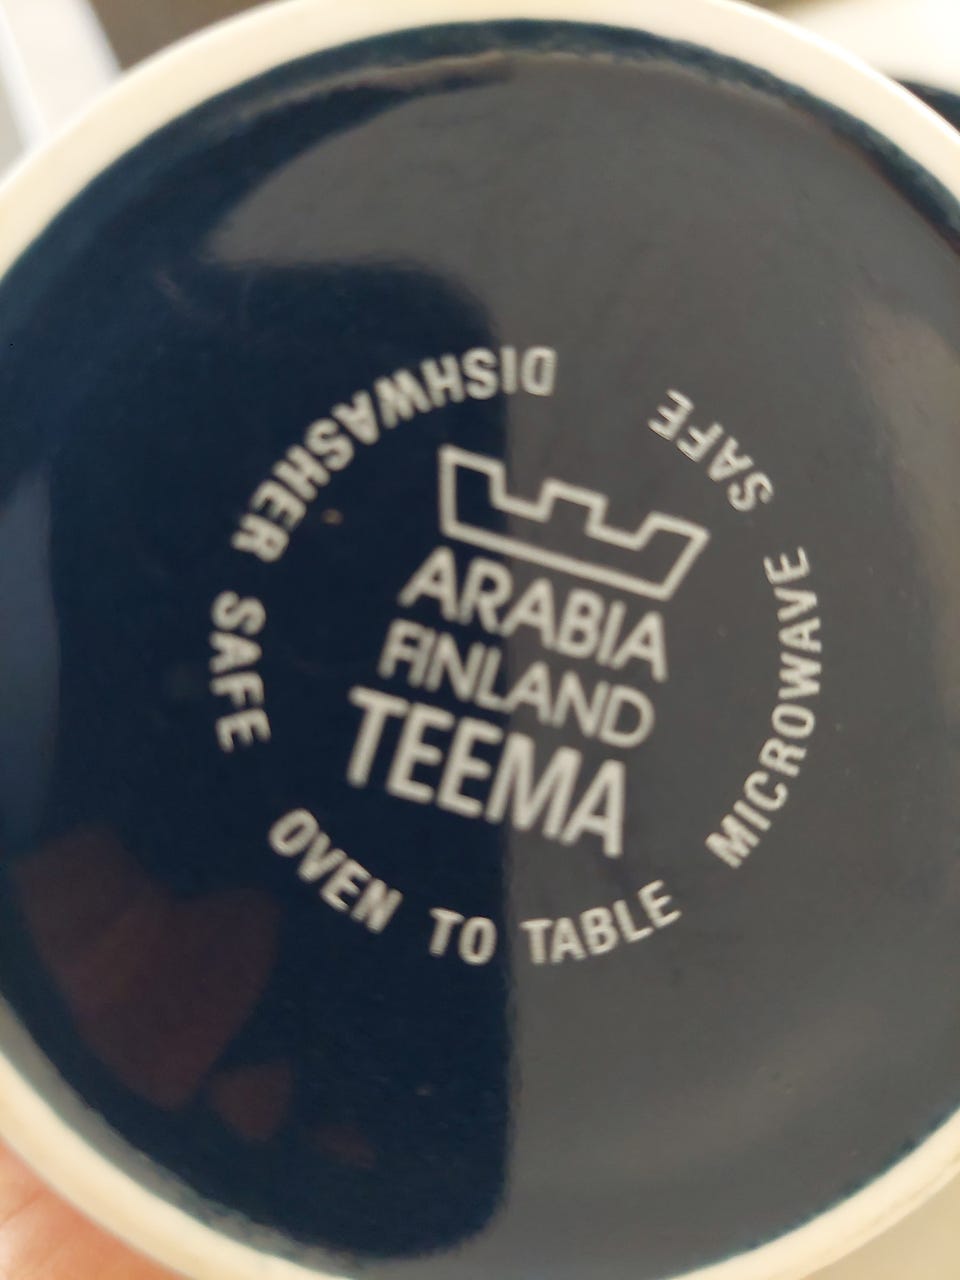 ARABIA
FINLAND
TEEMA
DISHWASHER SAFE
OVEN TO TABLE
MICROWAVE SAFE